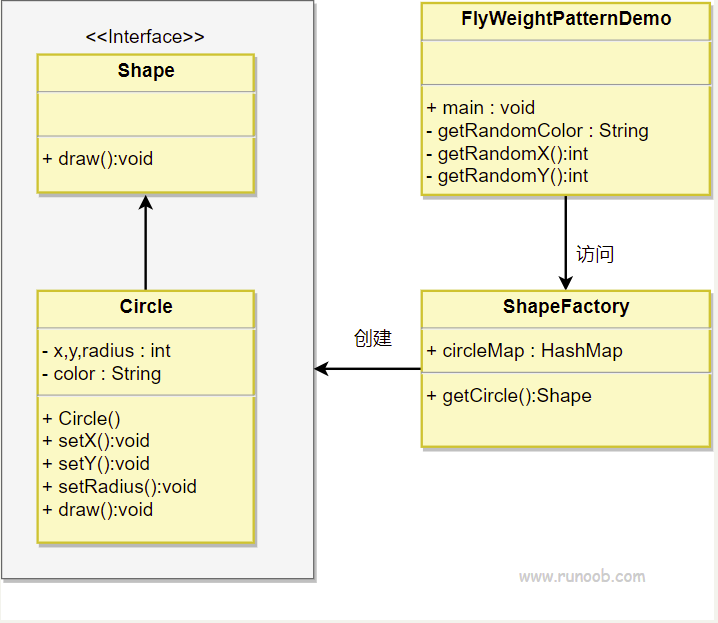 <<Interface>>
Shape
+ draw():void
Circle
- x,y,radius : int
- color : String
+ Circle()
+ setX():void
+ setY():void
+ setRadius():void
+ draw():void
FlyWeightPatternDemo
+ main : void
- getRandomColor : String
- getRandomX():int
- getRandomY():int
访问
ShapeFactory
+ circleMap : HashMap
+ getCircle():Shape
创建
www.runoob.com